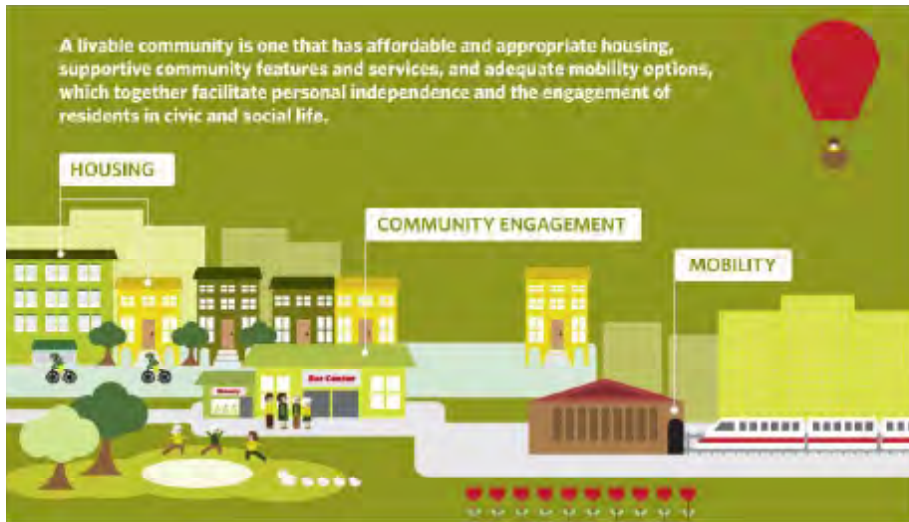 A livable community is one that has affordable and appropriate housing,
supportive community features and services, and adequate mobility options,
which together facilitate personal independence and the engagement of
residents in civic and social life.
HOUSING
COMMUNITY ENGAGEMENT
MOBILITY
Center